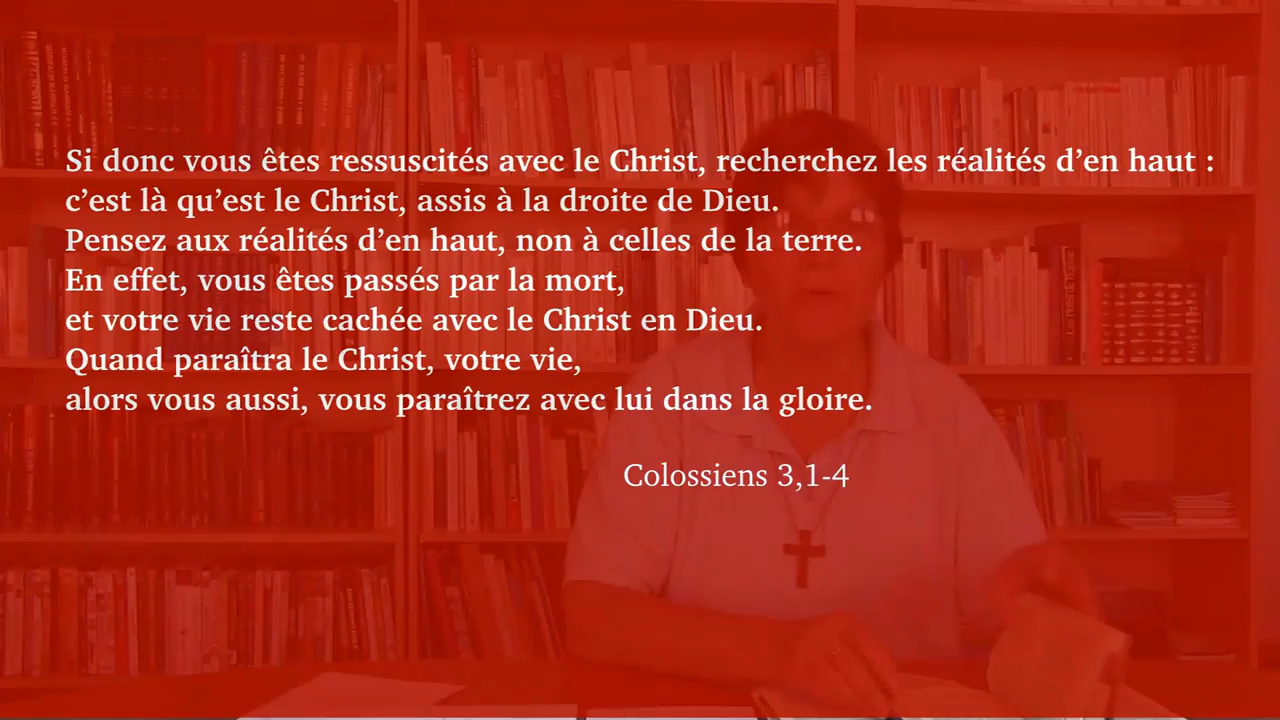 Si donc vous êtes ressuscités avec le Christ, recherchez les réalités d’en haut :
c’est là qu’est le Christ, assis à la droite de Dieu.
Pensez aux réalités d’en haut, non à celles de la terre.
En effet, vous êtes passés par la mort,
et votre vie reste cachée avec le Christ en Dieu.
Quand paraîtra le Christ, votre vie,
alors vous aussi, vous paraîtrez avec lui dans la gloire.
Colossiens 3,1-4